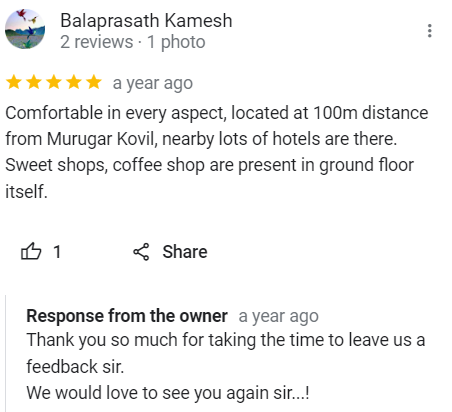 Balaprasath Kamesh
2 reviews · 1 photo
a year ago
Comfortable in every aspect, located at 100m distance
from Murugar Kovil, nearby lots of hotels are there.
Sweet shops, coffee shop are present in ground floor
itself.
1 Share
Response from the owner a year ago
Thank you so much for taking the time to leave us a
feedback sir.
We would love to see you again sir...!